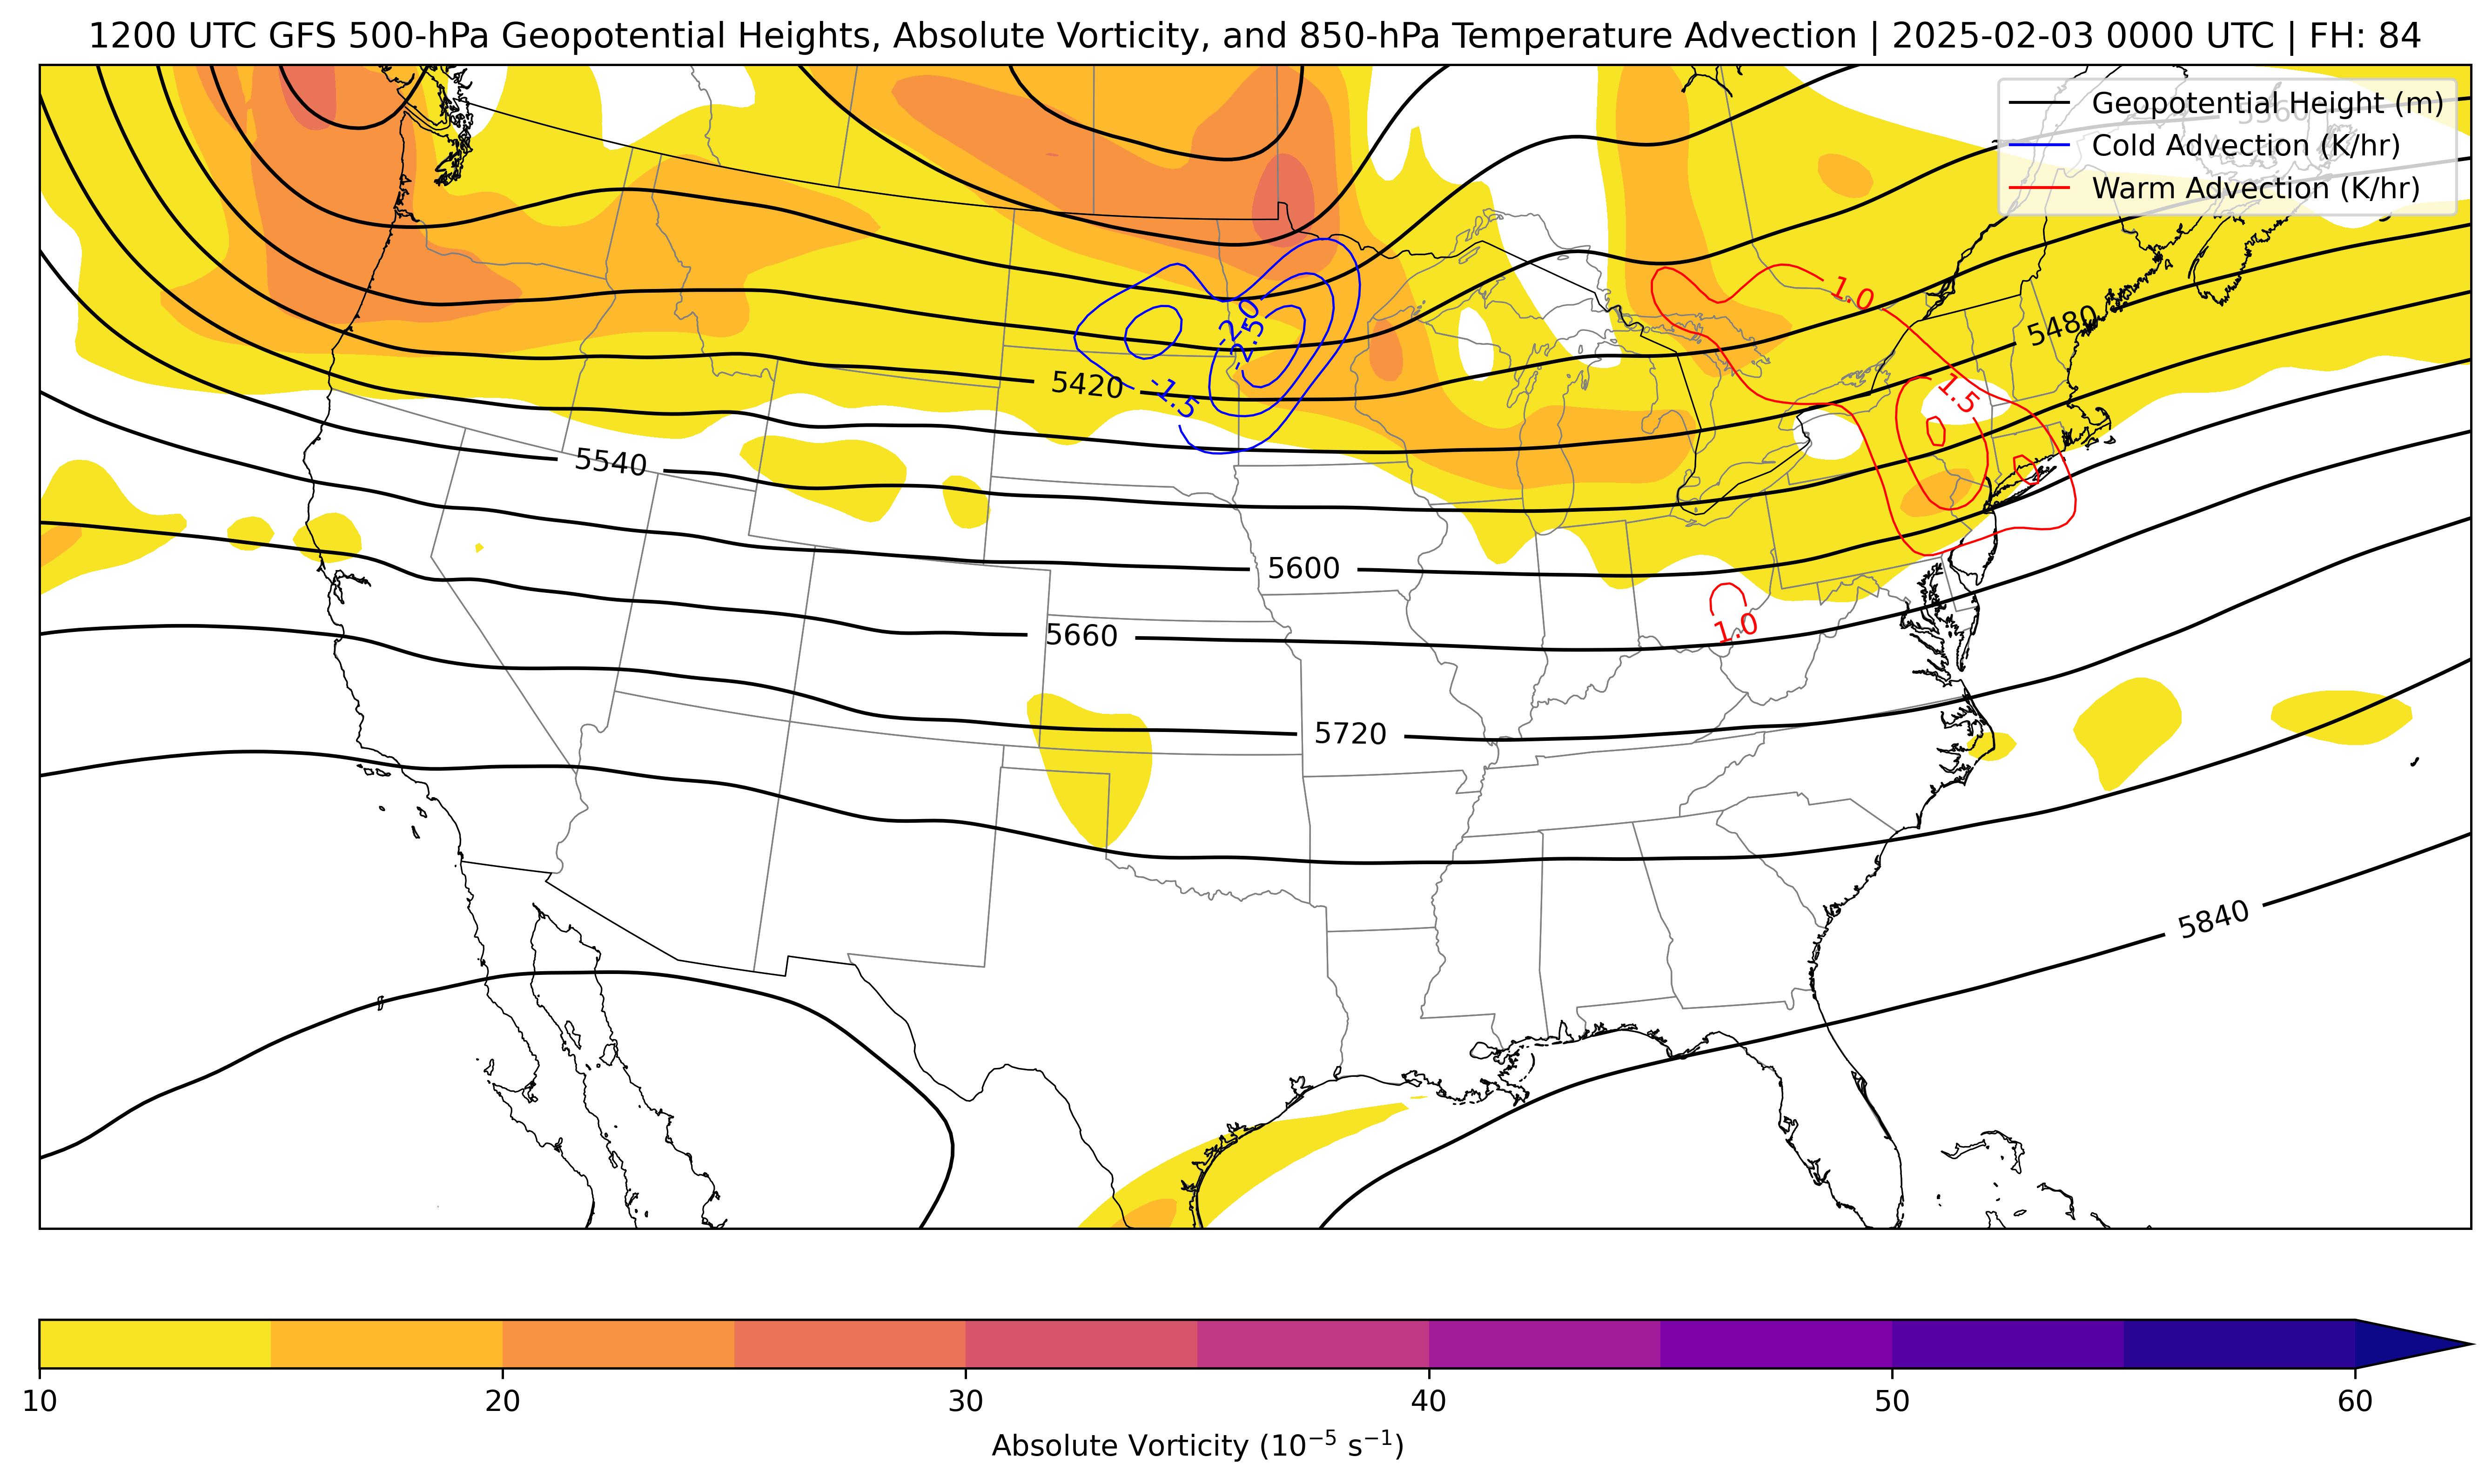 1200 UTC GFS 500-hPa Geopotential Heights, Absolute Vorticity, and 850-hPa Temperature Advection | 2025-02-03 0000 UTC | FH: 84
Geopotential Height (m)
Cold Advection (K/hr)
Warm Advection (K/hr)
5360
1.0
5480
-2.0
-2.5
5420
-1.5
1.5
5540
5600
5660
1.0
5720
5840
10 20 30 40 50 60
Absolute Vorticity (10⁻⁵ s⁻¹)